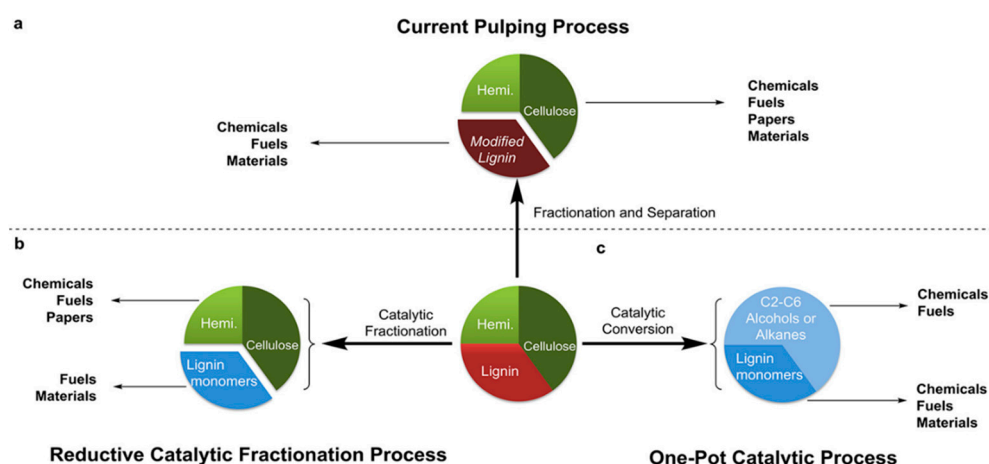 a
Current Pulping Process
Hemi.
Cellulose
Modified
Lignin
Chemicals
Fuels
Materials
Chemicals
Fuels
Papers
Materials
Fractionation and Separation
b
Chemicals
Fuels
Papers
Fuels
Materials
Hemi.
Cellulose
Lignin
monomers
Catalytic
Fractionation
Hemi.
Cellulose
Lignin
Catalytic
Conversion
c
C2-C6
Alcohols or
Alkanes
Lignin
monomers
Chemicals
Fuels
Chemicals
Fuels
Materials
Reductive Catalytic Fractionation Process
One-Pot Catalytic Process